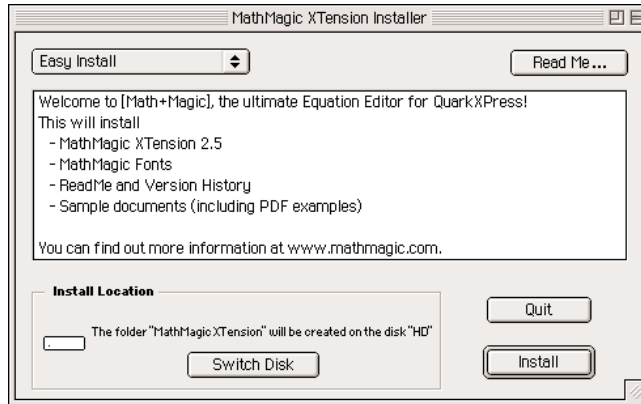 MathMagic XTension Installer
Easy Install
Read Me...
Welcome to [Math+Magic], the ultimate Equation Editor for QuarkXPress!
This will install
- MathMagic XTension 2.5
- MathMagic Fonts
- ReadMe and Version History
- Sample documents (including PDF examples)
You can find out more information at www.mathmagic.com.
Install Location
The folder "MathMagic XTension" will be created on the disk "HD"
Switch Disk
Quit
Install